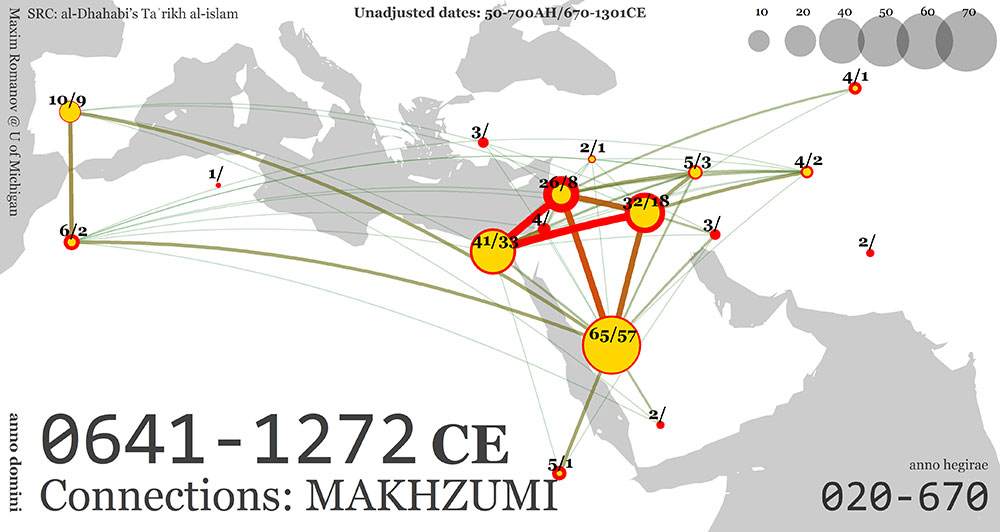 SRC: al-Dhahabī's Taʾrīkh al-islām
Unadjusted dates: 50-700AH/670-1301CE
10 20 40 50 60 70
Maxim Romanov @ U of Michigan
4/1
10/9
3/
2/1
5/3
4/2
1/
26/8
32/18
4/
6/2
41/33
3/
2/
65/57
2/
5/1
anno domini
0641-1272 CE
Connections: MAKHZUMI
anno hegirae
020-670